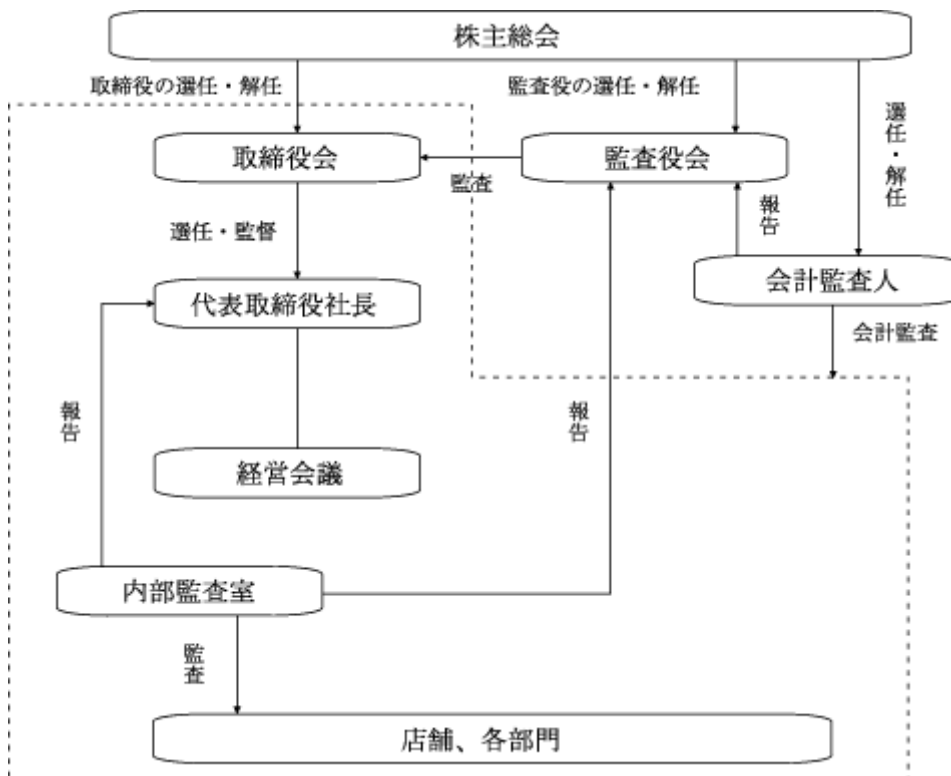 株主総会
取締役の選任・解任
監査役の選任・解任
選任・解任
取締役会
監査
監査役会
報告
選任・監督
会計監査人
代表取締役社長
会計監査
報告
報告
経営会議
内部監査室
監査
店舗、各部門